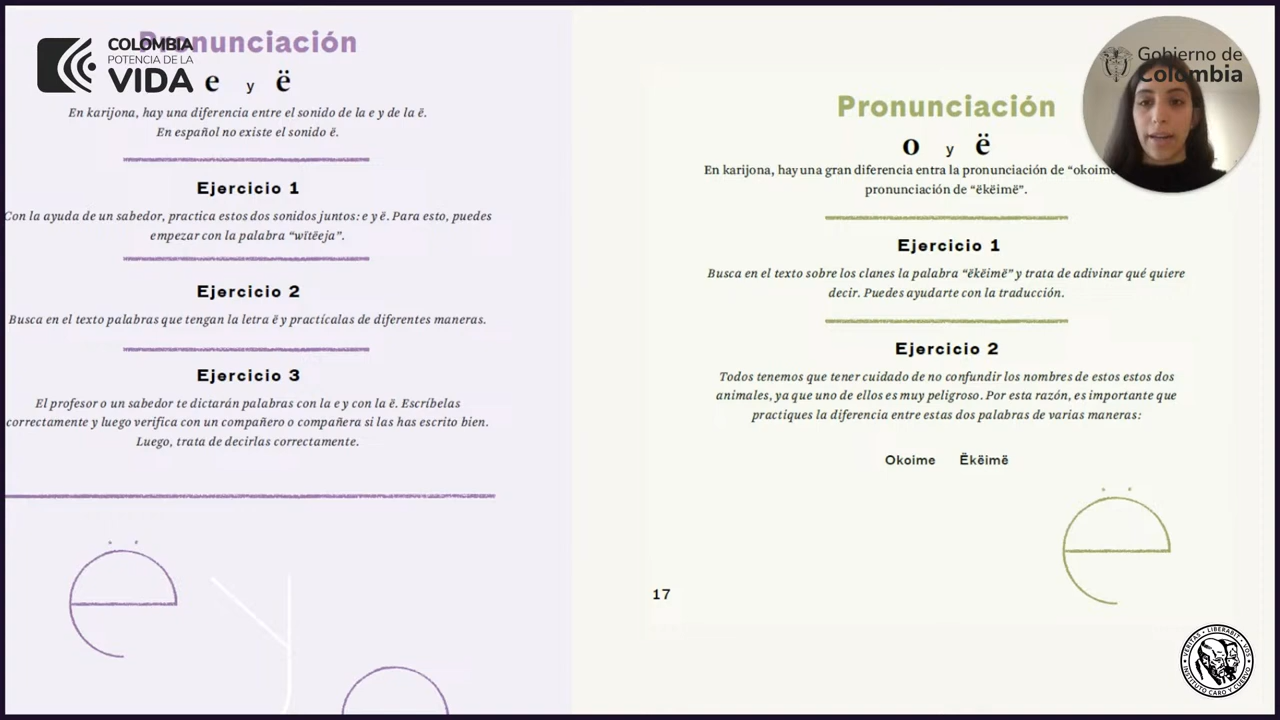 COLOMBIA
POTENCIA DE LA
VIDA
Pronunciación
e y ë
En karijona, hay una diferencia entre el sonido de la e y de la ë.
En español no existe el sonido ë.
Ejercicio 1
Con la ayuda de un sabedor, practica estos dos sonidos juntos: e y ë. Para esto, puedes
empezar con la palabra “witëeja”.
Ejercicio 2
Busca en el texto palabras que tengan la letra ë y practícalas de diferentes maneras.
Ejercicio 3
El profesor o un sabedor te dictarán palabras con la e y con la ë. Escríbelas
correctamente y luego verifica con un compañero o compañera si las has escrito bien.
Luego, trata de decirlas correctamente.
ë y
Gobierno de
Colombia
Pronunciación
o y ë
En karijona, hay una gran diferencia entra la pronunciación de “okoim
pronunciación de “ëkëimë”.
Ejercicio 1
Busca en el texto sobre los clanes la palabra “ëkëimë” y trata de adivinar qué quiere
decir. Puedes ayudarte con la traducción.
Ejercicio 2
Todos tenemos que tener cuidado de no confundir los nombres de estos estos dos
animales, ya que uno de ellos es muy peligroso. Por esta razón, es importante que
practiques la diferencia entre estas dos palabras de varias maneras:
Okoime Ëkëimë
ë
17
VERITAS · LIBERABIT · VOS
INSTITUTO CARO Y CUERVO